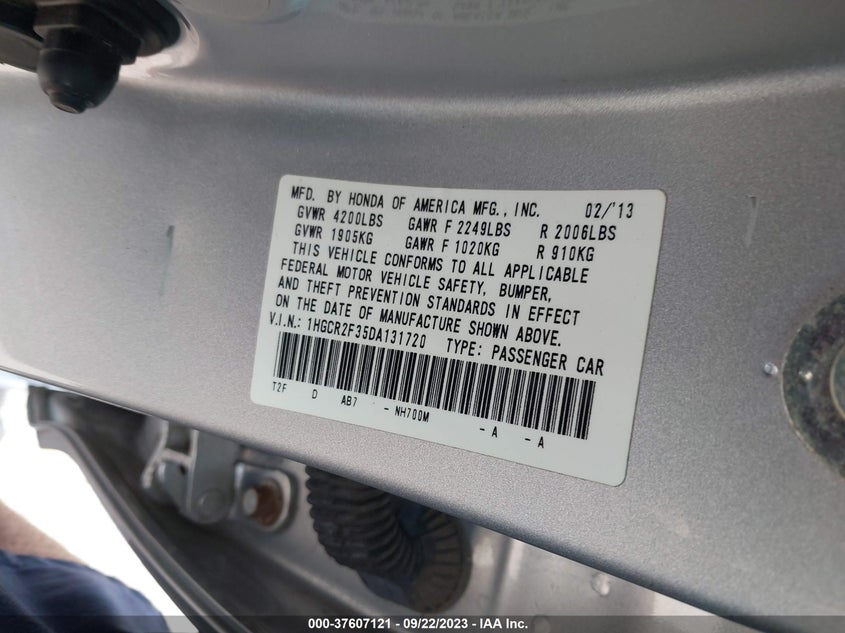 MFD. BY HONDA OF AMERICA MFG., INC. 02/'13
GVWR 4200LBS GAWR F 2249LBS R 2006LBS
GVWR 1905KG GAWR F 1020KG R 910KG
THIS VEHICLE CONFORMS TO ALL APPLICABLE
FEDERAL MOTOR VEHICLE SAFETY, BUMPER,
AND THEFT PREVENTION STANDARDS IN EFFECT
ON THE DATE OF MANUFACTURE SHOWN ABOVE.
V.I.N.: 1HGCR2F35DA131720 TYPE: PASSENGER CAR
T2F D AB7 - NH700M - A - A
000-37607121 - 09/22/2023 - IAA Inc.